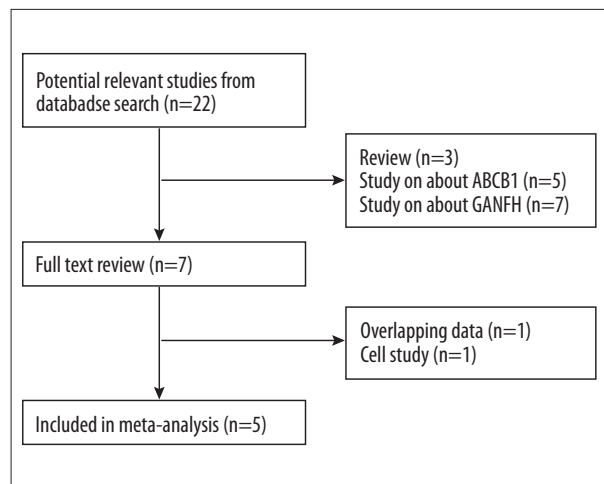 Potential relevant studies from
databadse search (n=22)
Review (n=3)
Study on about ABCB1 (n=5)
Study on about GANFH (n=7)
Full text review (n=7)
Overlapping data (n=1)
Cell study (n=1)
Included in meta-analysis (n=5)